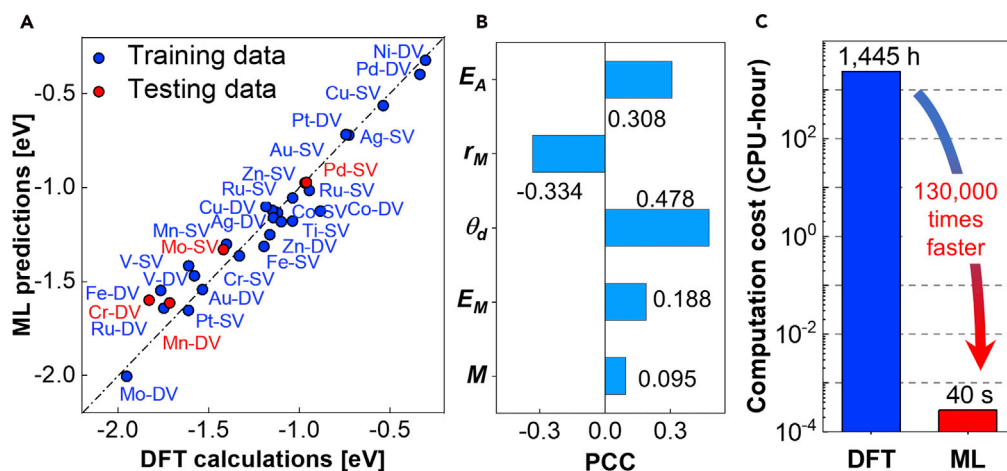 A
ML predictions [eV]
-0.5
-1.0
-1.5
-2.0
Training data
Testing data
Ni-DV
Pd-DV
Cu-SV
Pt-DV
Ag-SV
Au-SV
Zn-SV
Pd-SV
Ru-SV
Ru-SV
Cu-DV
Co-SV
Co-DV
Ag-DV
Ti-SV
Mn-SV
Zn-DV
Mo-SV
Fe-SV
V-SV
V-DV
Cr-SV
Fe-DV
Au-DV
Cr-DV
Ru-DV
Pt-SV
Mn-DV
Mo-DV
-2.0 -1.5 -1.0 -0.5
DFT calculations [eV]
B
E_A
0.308
r_M
-0.334
0.478
θ_d
E_M
0.188
M
0.095
-0.3 0.0 0.3
PCC
C
Computation cost (CPU-hour)
1,445 h
10²
10⁰
10⁻²
10⁻⁴
130,000
times
faster
40 s
DFT ML